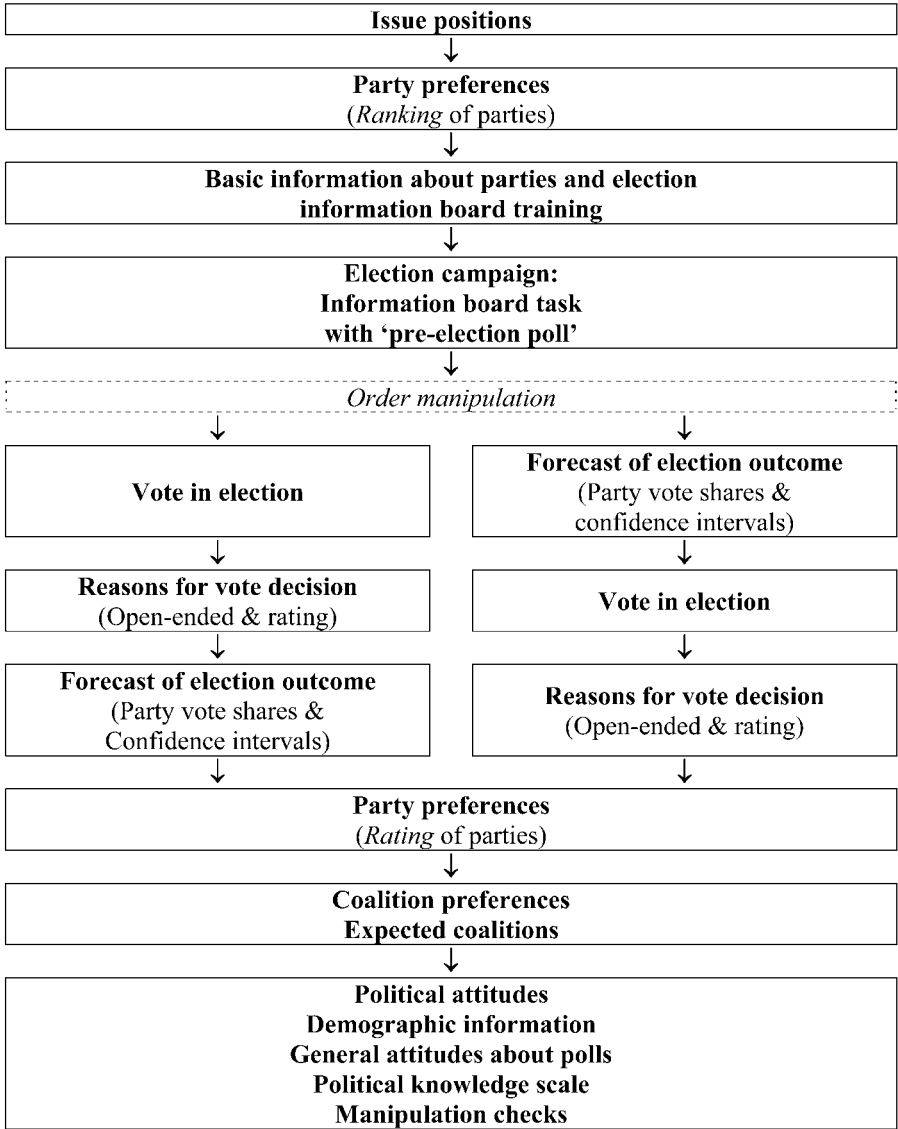 Issue positions
Party preferences
(Ranking of parties)
Basic information about parties and election
information board training
Election campaign:
Information board task
with ‘pre-election poll’
Order manipulation
Vote in election
Reasons for vote decision
(Open-ended & rating)
Forecast of election outcome
(Party vote shares &
Confidence intervals)
Forecast of election outcome
(Party vote shares &
confidence intervals)
Vote in election
Reasons for vote decision
(Open-ended & rating)
Party preferences
(Rating of parties)
Coalition preferences
Expected coalitions
Political attitudes
Demographic information
General attitudes about polls
Political knowledge scale
Manipulation checks